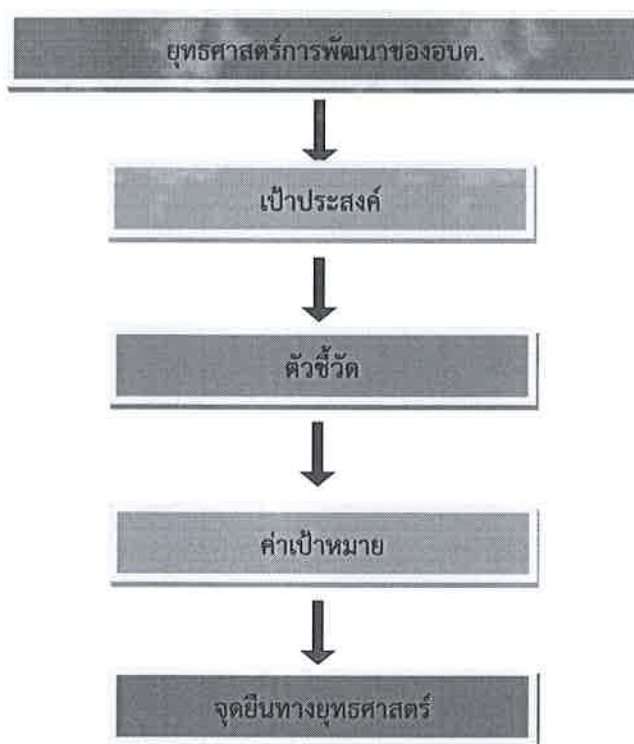 ยุทธศาสตร์การพัฒนาของอบต.
เป้าประสงค์
ตัวชี้วัด
ค่าเป้าหมาย
จุดยืนทางยุทธศาสตร์